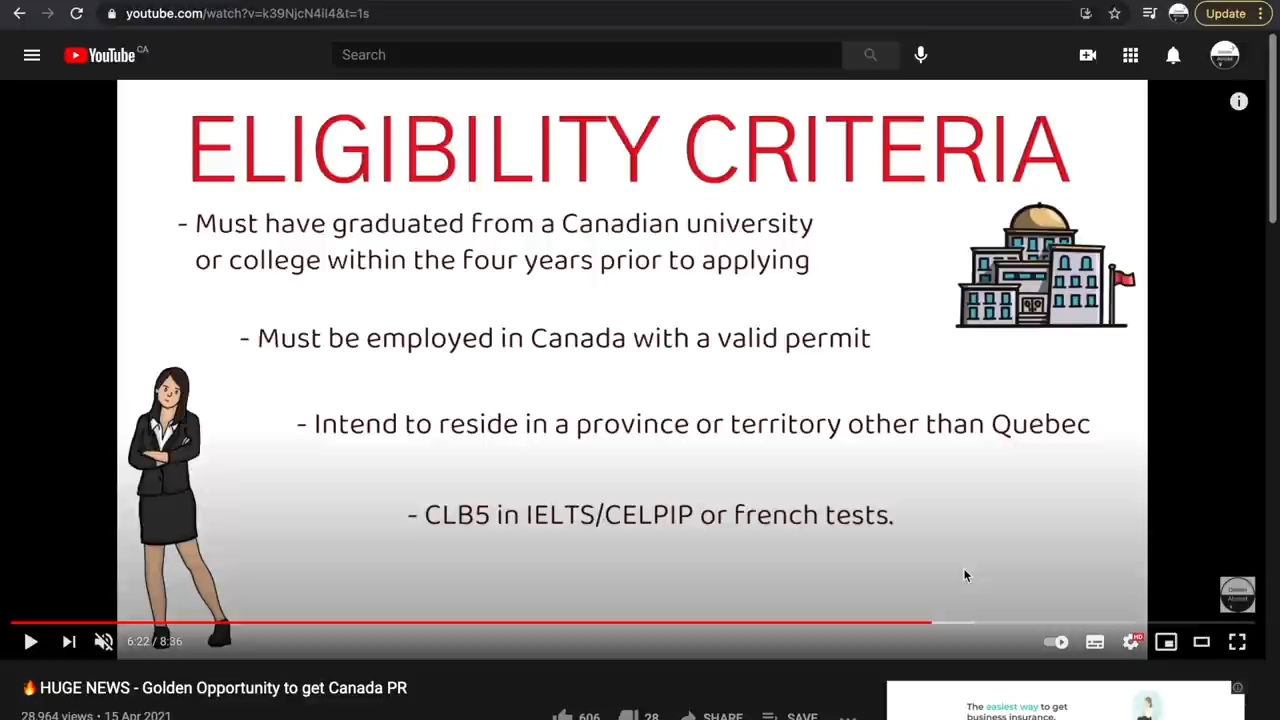 youtube.com/watch?v=k39NjcN4iI4&t=1s
Update
YouTube CA
Search
ELIGIBILITY CRITERIA
- Must have graduated from a Canadian university
or college within the four years prior to applying
- Must be employed in Canada with a valid permit
- Intend to reside in a province or territory other than Quebec
- CLB5 in IELTS/CELPIP or french tests.
6:22 / 8:36
HD
🔥HUGE NEWS - Golden Opportunity to get Canada PR
28,964 views • 15 Apr 2021
606
28
SHARE
SAVE
The easiest way to get
business insurance.